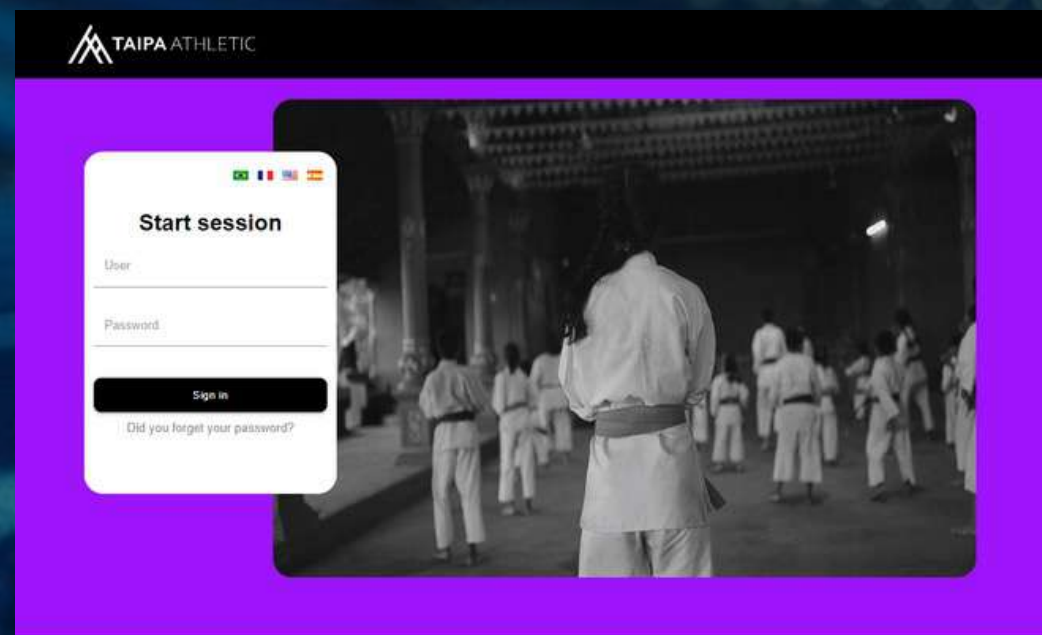 TAIPA ATHLETIC
Start session
User
Password
Sign in
Did you forget your password?